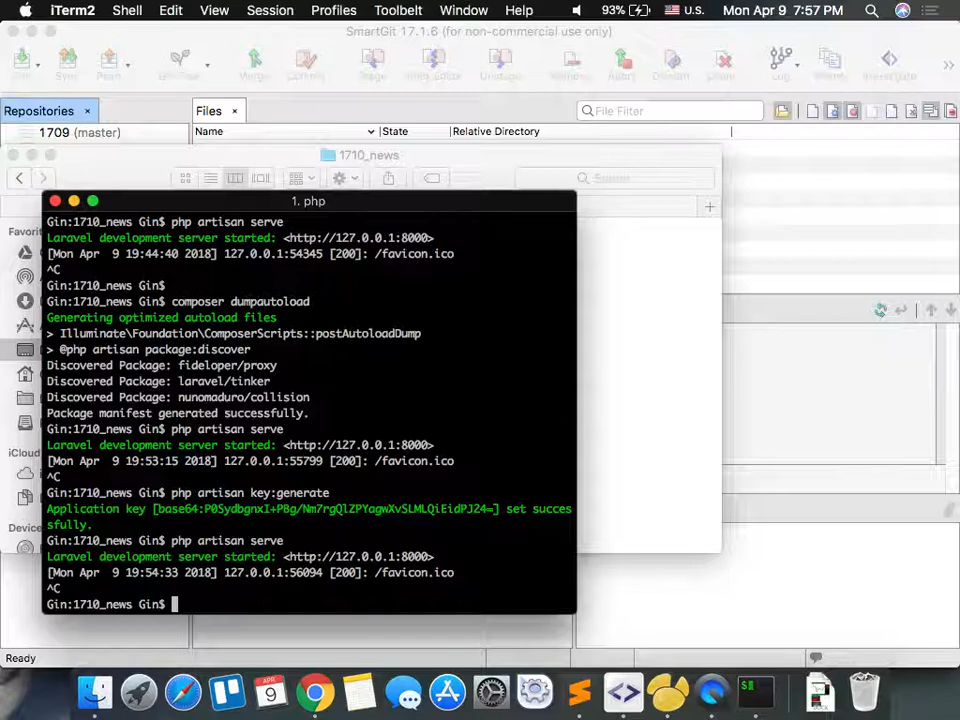 iTerm2 Shell Edit View Session Profiles Toolbelt Window Help 93% U.S. Mon Apr 9 7:57 PM
SmartGit 17.1.6 (for non-commercial use only)
Sync
Merge
Log
Repositories × Files × File Filter
1709 (master) Name State Relative Directory
1710_news
Search
1. php
Gin:1710_news Gin$ php artisan serve
Laravel development server started: <http://127.0.0.1:8000>
[Mon Apr  9 19:44:40 2018] 127.0.0.1:54345 [200]: /favicon.ico
^C
Gin:1710_news Gin$
Gin:1710_news Gin$ composer dumpautoload
Generating optimized autoload files
> Illuminate\Foundation\ComposerScripts::postAutoloadDump
> @php artisan package:discover
Discovered Package: fideloper/proxy
Discovered Package: laravel/tinker
Discovered Package: nunomaduro/collision
Package manifest generated successfully.
Gin:1710_news Gin$ php artisan serve
Laravel development server started: <http://127.0.0.1:8000>
[Mon Apr  9 19:53:15 2018] 127.0.0.1:55799 [200]: /favicon.ico
^C
Gin:1710_news Gin$ php artisan key:generate
Application key [base64:P0SydbgnxI+PBg/Nm7rgQlZPYagwXvSLMLQiEidPJ24=] set succes
sfully.
Gin:1710_news Gin$ php artisan serve
Laravel development server started: <http://127.0.0.1:8000>
[Mon Apr  9 19:54:33 2018] 127.0.0.1:56094 [200]: /favicon.ico
^C
Gin:1710_news Gin$
Favori
iClou
Device
Ready
9